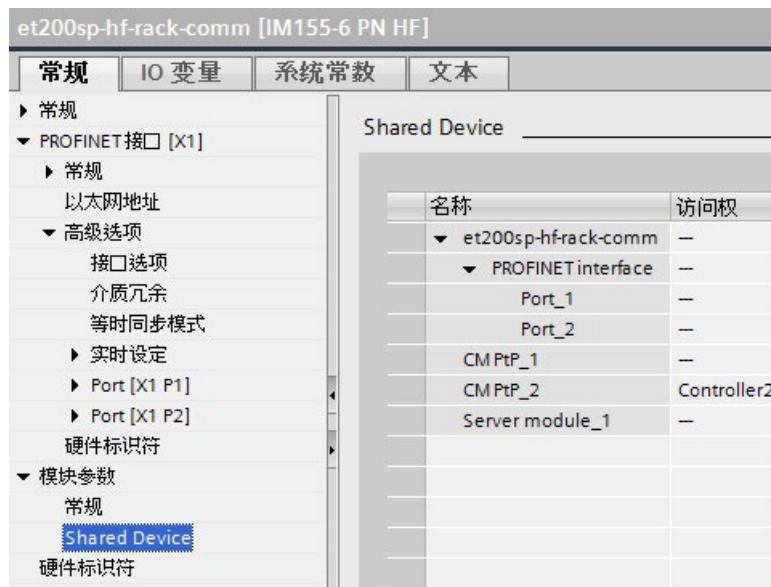 et200sp-hf-rack-comm [IM155-6 PN HF]
常规 IO 变量 系统常数 文本
常规
PROFINET接口 [X1]
常规
以太网地址
高级选项
接口选项
介质冗余
等时同步模式
实时设定
Port [X1 P1]
Port [X1 P2]
硬件标识符
模块参数
常规
Shared Device
硬件标识符
Shared Device
名称 访问权
et200sp-hf-rack-comm ---
PROFINET interface ---
Port_1 ---
Port_2 ---
CM PtP_1 ---
CM PtP_2 Controller2
Server module_1 ---